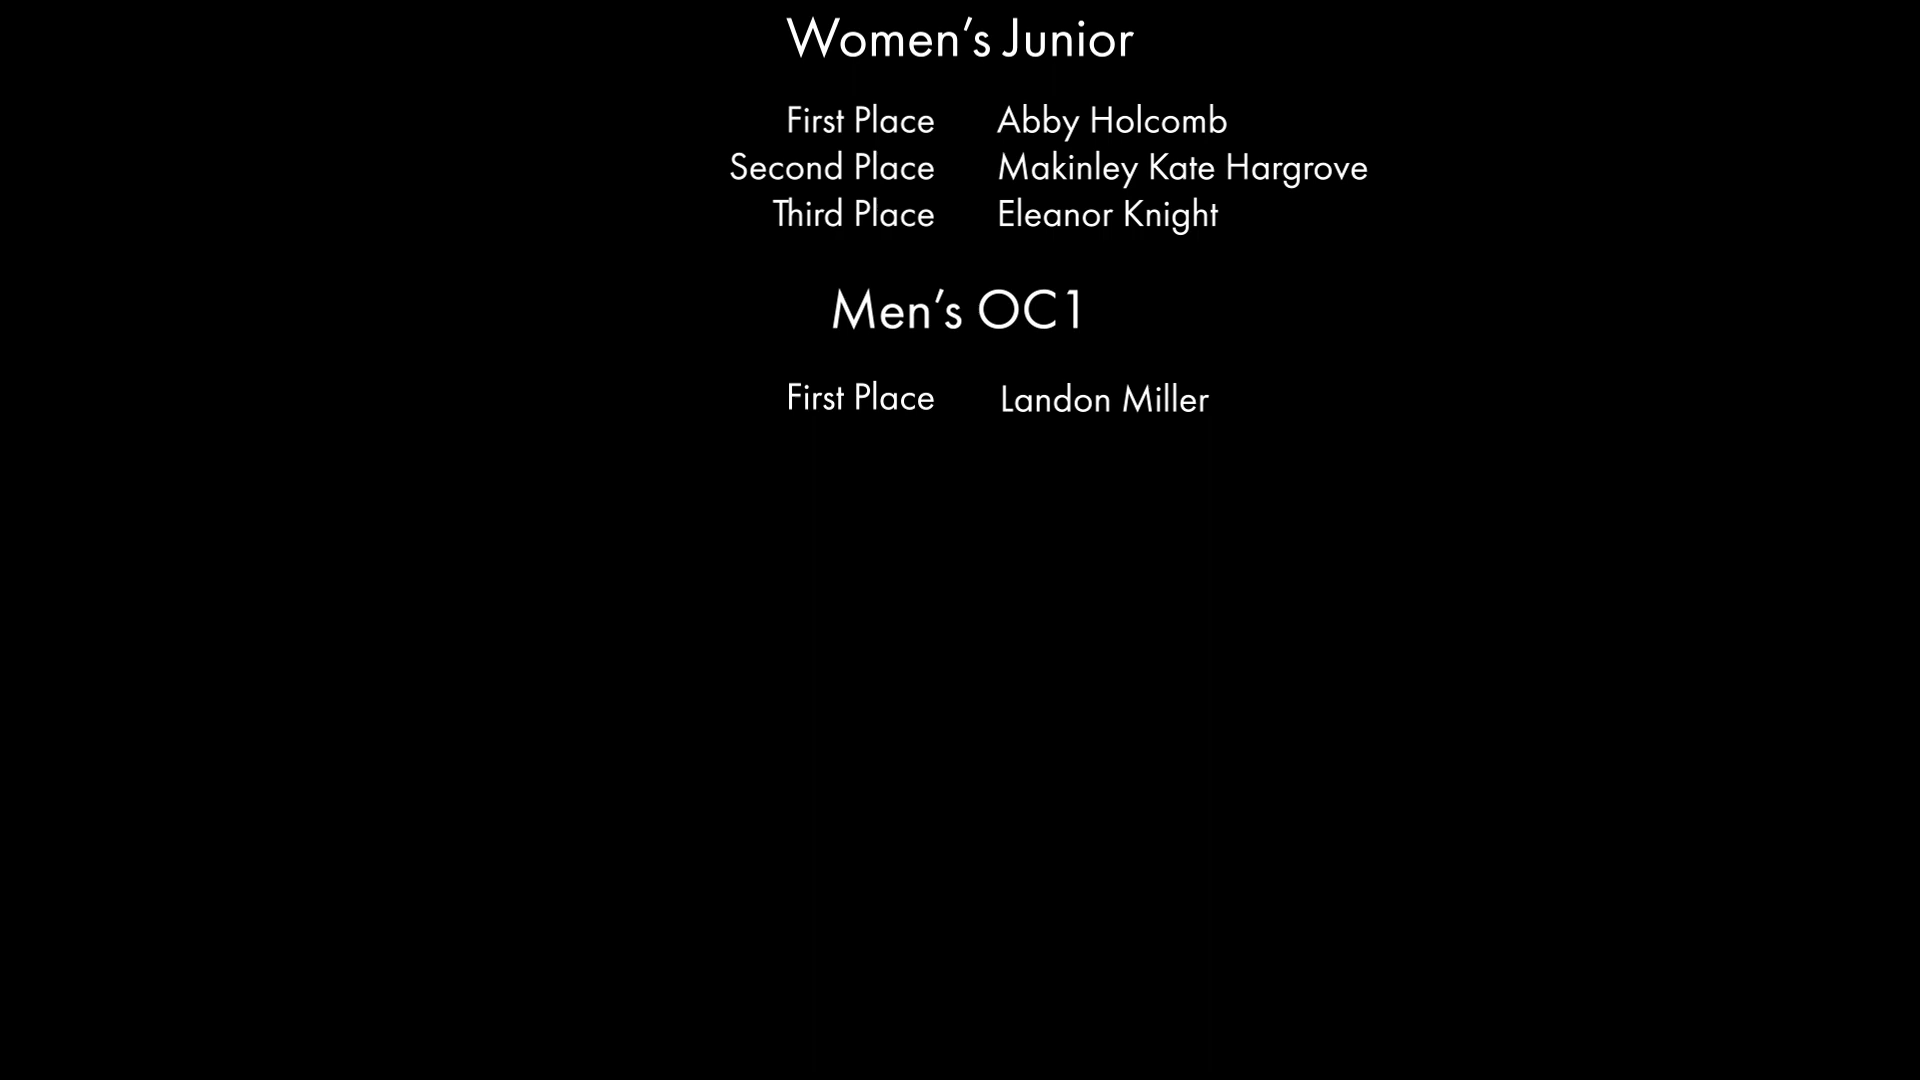 Women’s Junior
First Place Abby Holcomb
Second Place Makinley Kate Hargrove
Third Place Eleanor Knight
Men’s OC1
First Place Landon Miller